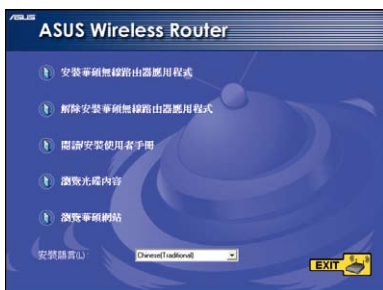 ASUS
ASUS Wireless Router
安裝華碩無線路由器應用程式
解除安裝華碩無線路由器應用程式
閱讀/安裝使用者手冊
瀏覽光碟內容
瀏覽華碩網站
安裝語言(L)
Chinese(Traditional)
EXIT